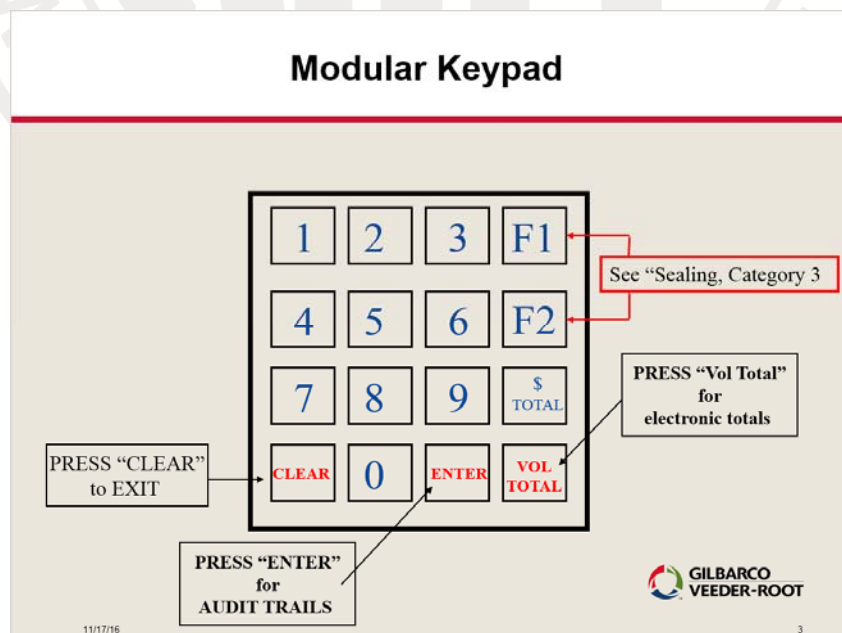 Modular Keypad
1 2 3 F1
See “Sealing, Category 3
4 5 6 F2
7 8 9 $
TOTAL
PRESS “Vol Total”
for
electronic totals
PRESS “CLEAR”
to EXIT
CLEAR 0 ENTER VOL
TOTAL
PRESS “ENTER”
for
AUDIT TRAILS
GILBARCO
VEEDER-ROOT
11/17/16
3